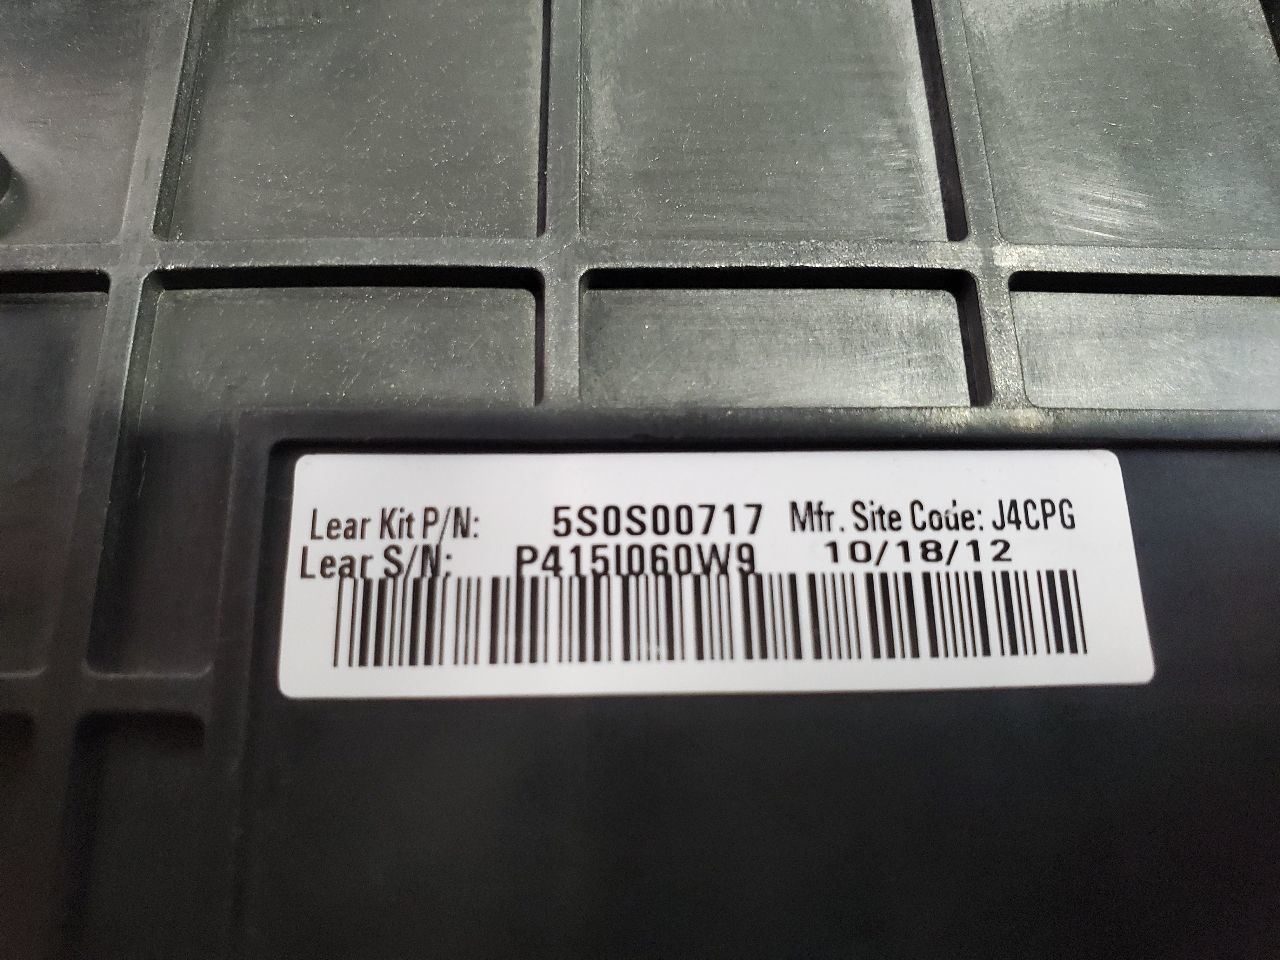 Lear Kit P/N: 5S0S00717 Mfr. Site Code: J4CPG
Lear S/N: P415I060W9 10/18/12